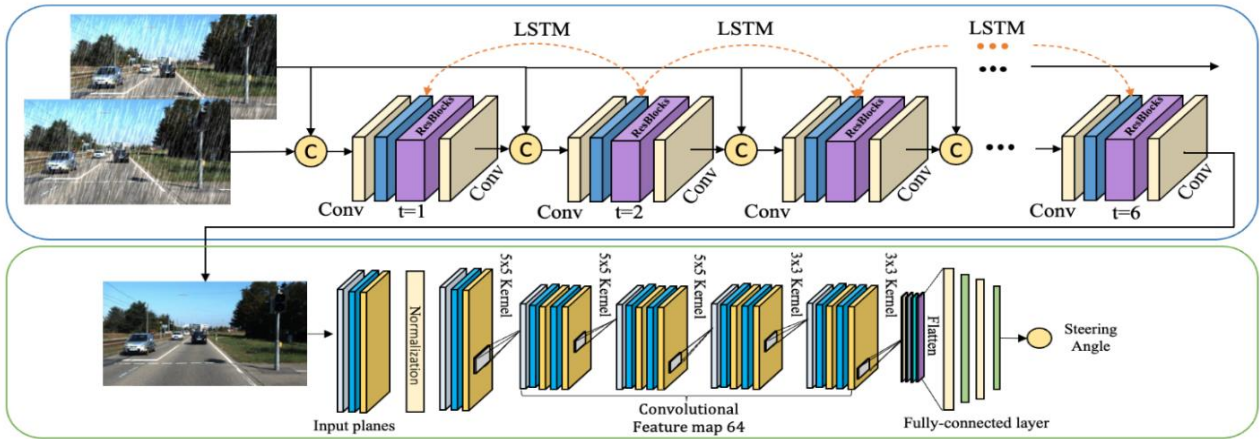 LSTM LSTM LSTM
ResBlocks ResBlocks ResBlocks ResBlocks
C C C C
Conv Conv Conv Conv
Conv t=1 Conv t=2 Conv Conv t=6
5x5 Kernel 5x5 Kernel 5x5 Kernel 3x3 Kernel 3x3 Kernel
Normalization
Flatten
Steering
Angle
Input planes
Convolutional
Feature map 64
Fully-connected layer